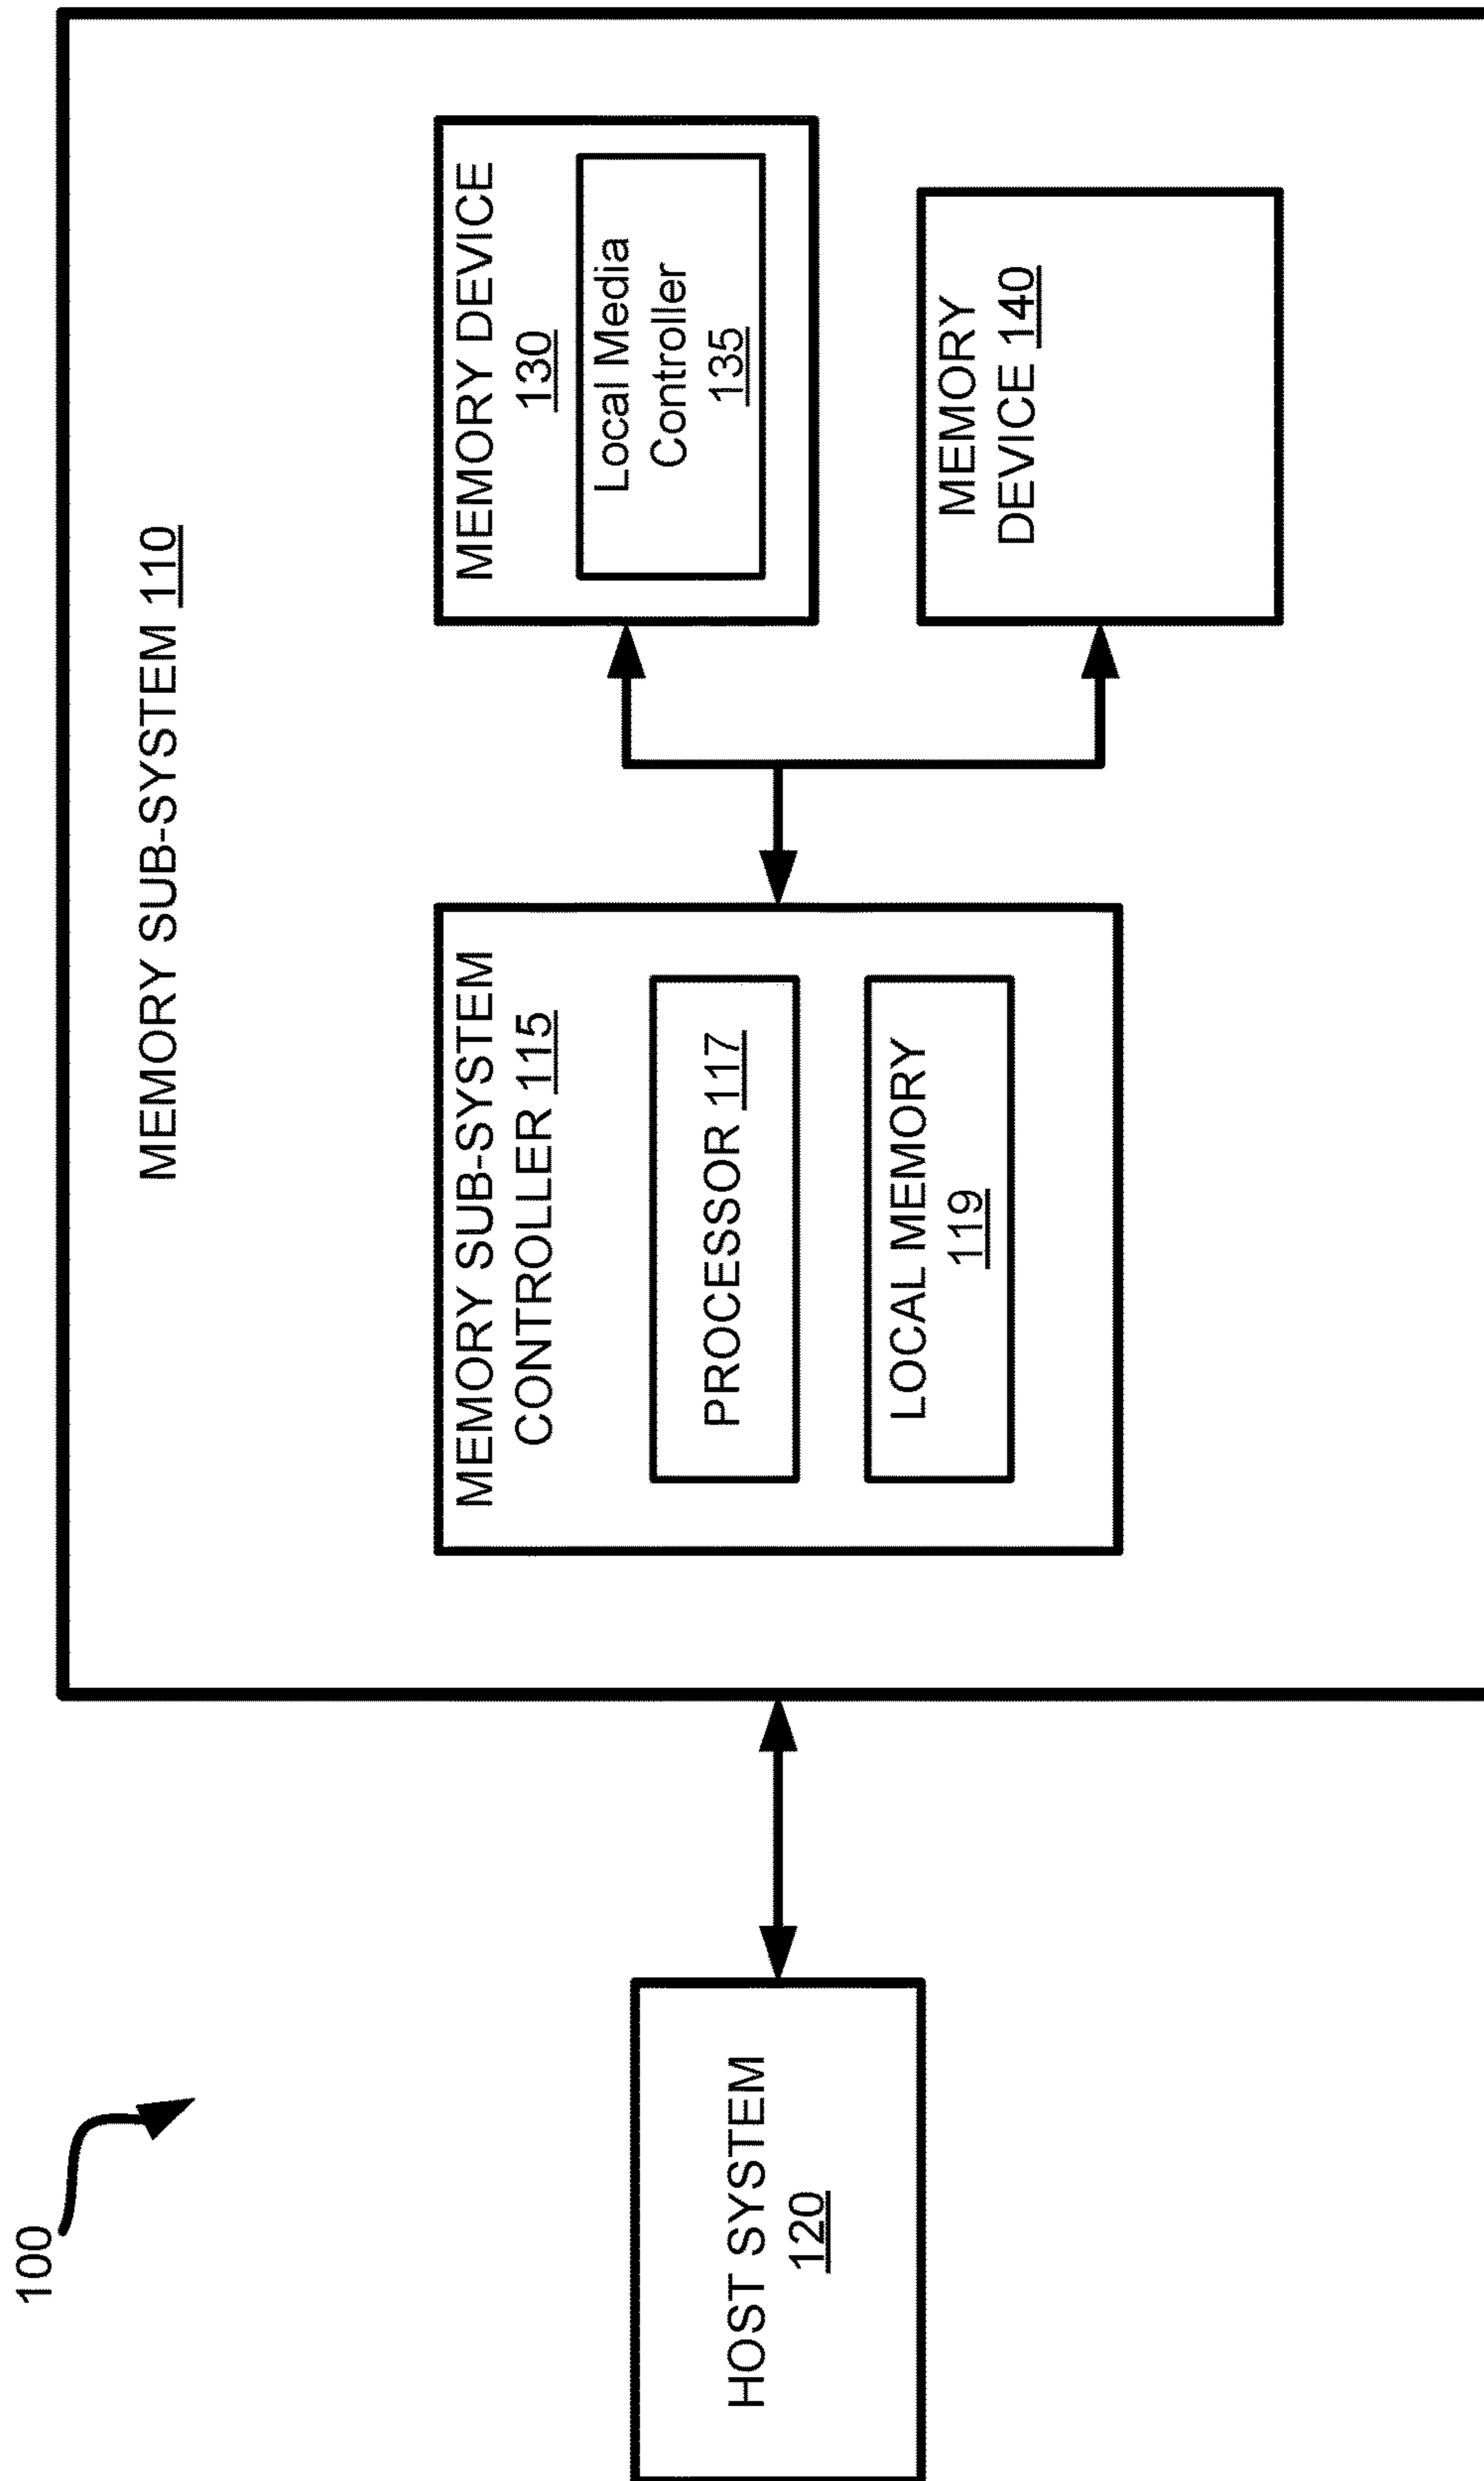 100
MEMORY SUB-SYSTEM 110
HOST SYSTEM
120
MEMORY SUB-SYSTEM
CONTROLLER 115
PROCESSOR 117
LOCAL MEMORY
119
MEMORY DEVICE
130
Local Media
Controller
135
MEMORY
DEVICE 140